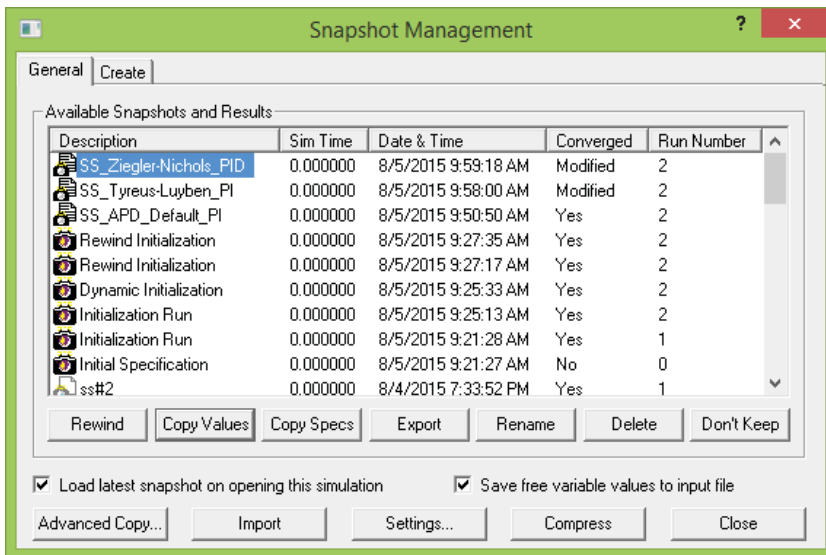 Snapshot Management ?
General Create
Available Snapshots and Results
Description Sim Time Date & Time Converged Run Number
SS_Ziegler-Nichols_PID 0.000000 8/5/2015 9:59:18 AM Modified 2
SS_Tyreus-Luyben_PI 0.000000 8/5/2015 9:58:00 AM Modified 2
SS_APD_Default_PI 0.000000 8/5/2015 9:50:50 AM Yes 2
Rewind Initialization 0.000000 8/5/2015 9:27:35 AM Yes 2
Rewind Initialization 0.000000 8/5/2015 9:27:17 AM Yes 2
Dynamic Initialization 0.000000 8/5/2015 9:25:33 AM Yes 2
Initialization Run 0.000000 8/5/2015 9:25:13 AM Yes 2
Initialization Run 0.000000 8/5/2015 9:21:28 AM Yes 1
Initial Specification 0.000000 8/5/2015 9:21:27 AM No 0
ss#2 0.000000 8/4/2015 7:33:52 PM Yes 1
Rewind Copy Values Copy Specs Export Rename Delete Don't Keep
Load latest snapshot on opening this simulation Save free variable values to input file
Advanced Copy... Import Settings... Compress Close